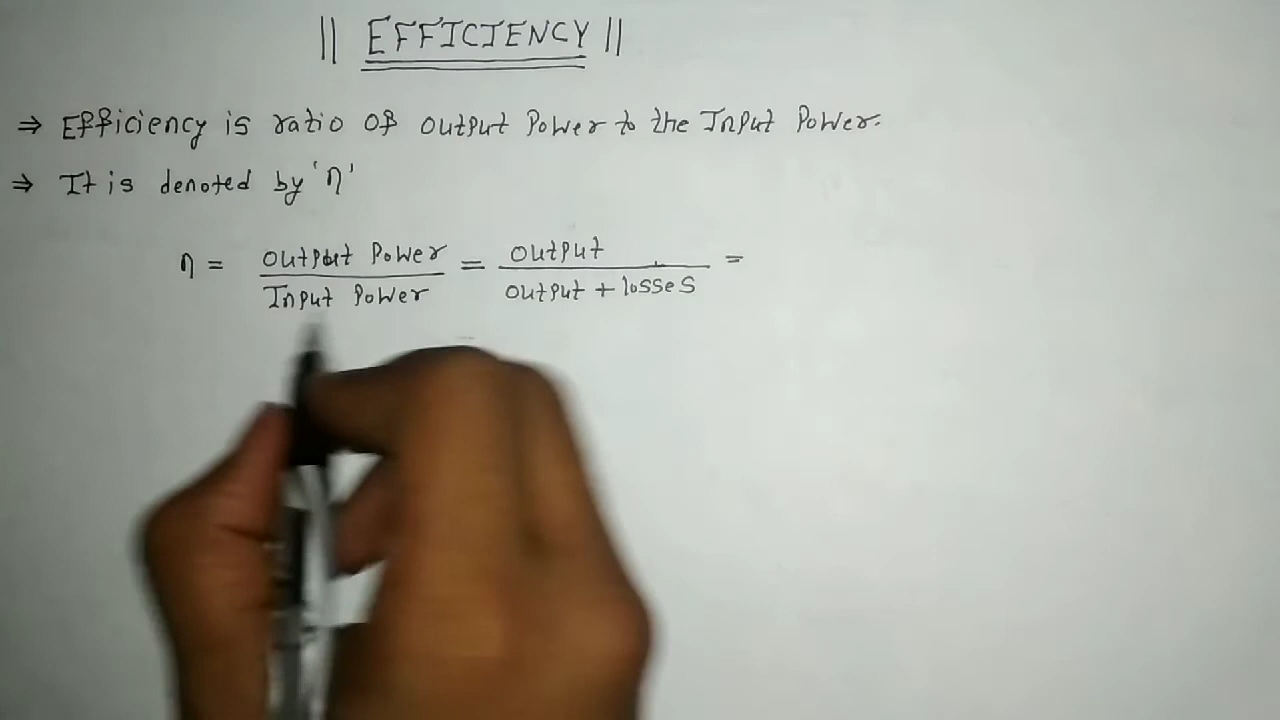 || EFFICIENCY ||
⇒ Efficiency is ratio of output Power to the Input Power.
⇒ It is denoted by 'η'
η = Output Power / Input Power = Output / Output + losses =